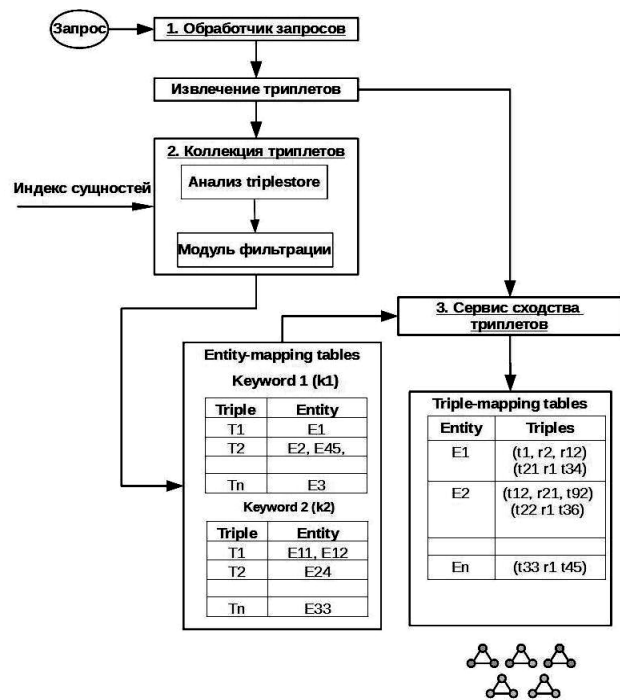 Запрос
1. Обработчик запросов
Извлечение триплетов
2. Коллекция триплетов
Анализ triplestore
Модуль фильтрации
Индекс сущностей
3. Сервис сходства
триплетов
Entity-mapping tables
Keyword 1 (k1)
Triple Entity
T1 E1
T2 E2, E45,
Tn E3
Keyword 2 (k2)
Triple Entity
T1 E11, E12
T2 E24
Tn E33
Triple-mapping tables
Entity Triples
E1 (t1, r2, r12)
(t21 r1 t34)
E2 (t12, r21, t92)
(t22 r1 t36)
En (t33 r1 t45)